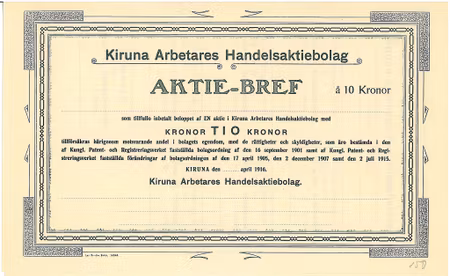 Kiruna Arbetares Handelsaktiebolag
AKTIE-BREF
à 10 Kronor
som tillfullo inbetalt beloppet af EN aktie i Kiruna Arbetares Handelsaktiebolag med
KRONOR TIO KRONOR
tillförsäkras härigenom motsvarande andel i bolagets egendom, med de rättigheter och skyldigheter, som äro bestämda i den
af Kungl. Patent- och Registreringsverket fastställda bolagsordning af den 16 september 1901 samt af Kungl. Patent- och Regi-
streringsverket fastställda förändringar af bolagsordningen af den 17 april 1905, den 2 december 1907 samt den 2 juli 1915.
KIRUNA den ........ april 1916.
Kiruna Arbetares Handelsaktiebolag.
150